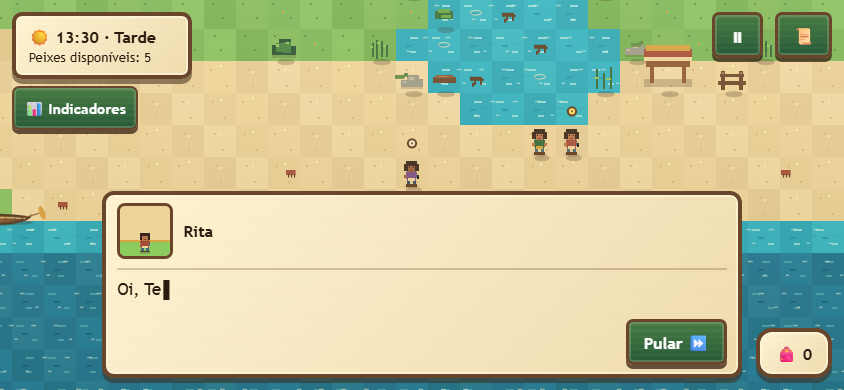 13:30 · Tarde
Peixes disponíveis: 5
Indicadores
Rita
Oi, Te
Pular
0